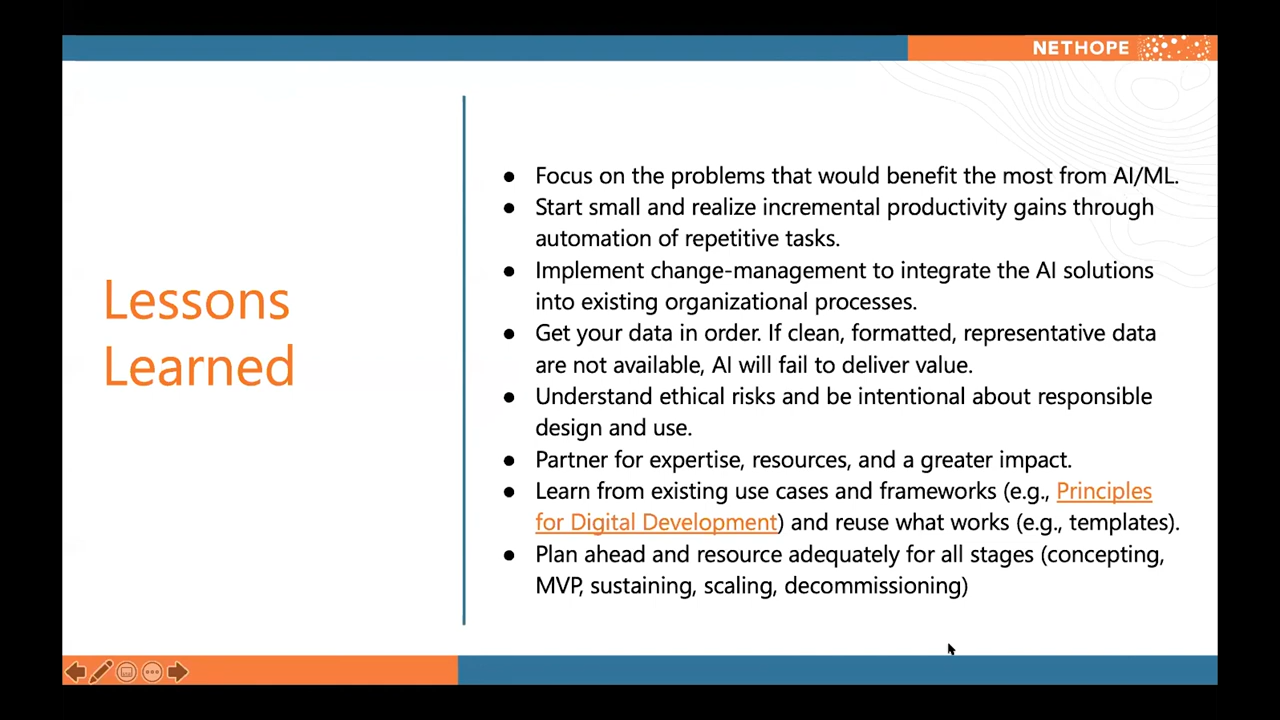 NETHOPE
Lessons
Learned
● Focus on the problems that would benefit the most from AI/ML.
● Start small and realize incremental productivity gains through
automation of repetitive tasks.
● Implement change-management to integrate the AI solutions
into existing organizational processes.
● Get your data in order. If clean, formatted, representative data
are not available, AI will fail to deliver value.
● Understand ethical risks and be intentional about responsible
design and use.
● Partner for expertise, resources, and a greater impact.
● Learn from existing use cases and frameworks (e.g., Principles
for Digital Development) and reuse what works (e.g., templates).
● Plan ahead and resource adequately for all stages (concepting,
MVP, sustaining, scaling, decommissioning)